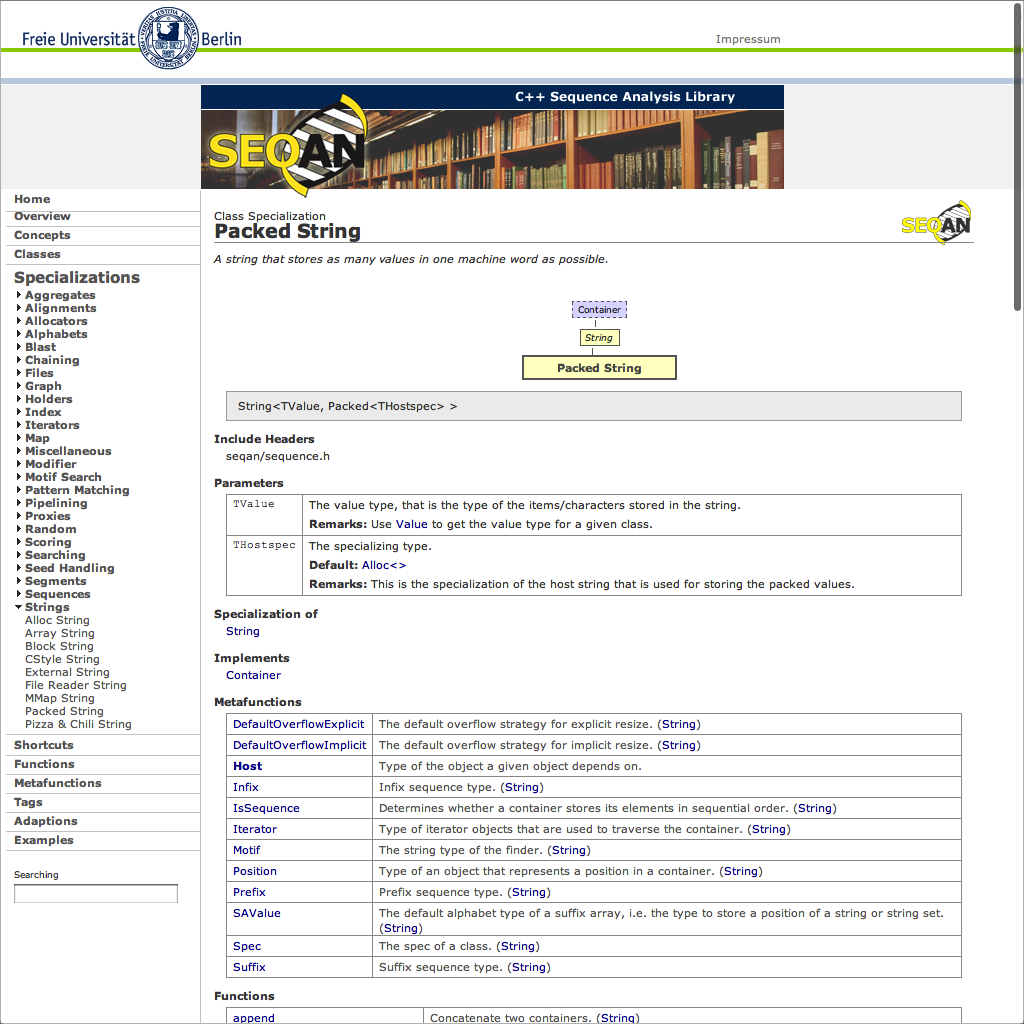 Freie Universität Berlin
Impressum
C++ Sequence Analysis Library
SEQAN
Home
Overview
Concepts
Classes
Specializations
Aggregates
Alignments
Allocators
Alphabets
Blast
Chaining
Files
Graph
Holders
Index
Iterators
Map
Miscellaneous
Modifier
Motif Search
Pattern Matching
Pipelining
Proxies
Random
Scoring
Searching
Seed Handling
Segments
Sequences
Strings
Alloc String
Array String
Block String
CStyle String
External String
File Reader String
MMap String
Packed String
Pizza & Chili String
Shortcuts
Functions
Metafunctions
Tags
Adaptions
Examples
Searching
Class Specialization
Packed String
SEQAN
A string that stores as many values in one machine word as possible.
Container
String
Packed String
String<TValue, Packed<THostspec> >
Include Headers
seqan/sequence.h
Parameters
TValue The value type, that is the type of the items/characters stored in the string.
Remarks: Use Value to get the value type for a given class.
THostspec The specializing type.
Default: Alloc<>
Remarks: This is the specialization of the host string that is used for storing the packed values.
Specialization of
String
Implements
Container
Metafunctions
DefaultOverflowExplicit The default overflow strategy for explicit resize. (String)
DefaultOverflowImplicit The default overflow strategy for implicit resize. (String)
Host Type of the object a given object depends on.
Infix Infix sequence type. (String)
IsSequence Determines whether a container stores its elements in sequential order. (String)
Iterator Type of iterator objects that are used to traverse the container. (String)
Motif The string type of the finder. (String)
Position Type of an object that represents a position in a container. (String)
Prefix Prefix sequence type. (String)
SAValue The default alphabet type of a suffix array, i.e. the type to store a position of a string or string set.
(String)
Spec The spec of a class. (String)
Suffix Suffix sequence type. (String)
Functions
append Concatenate two containers. (String)